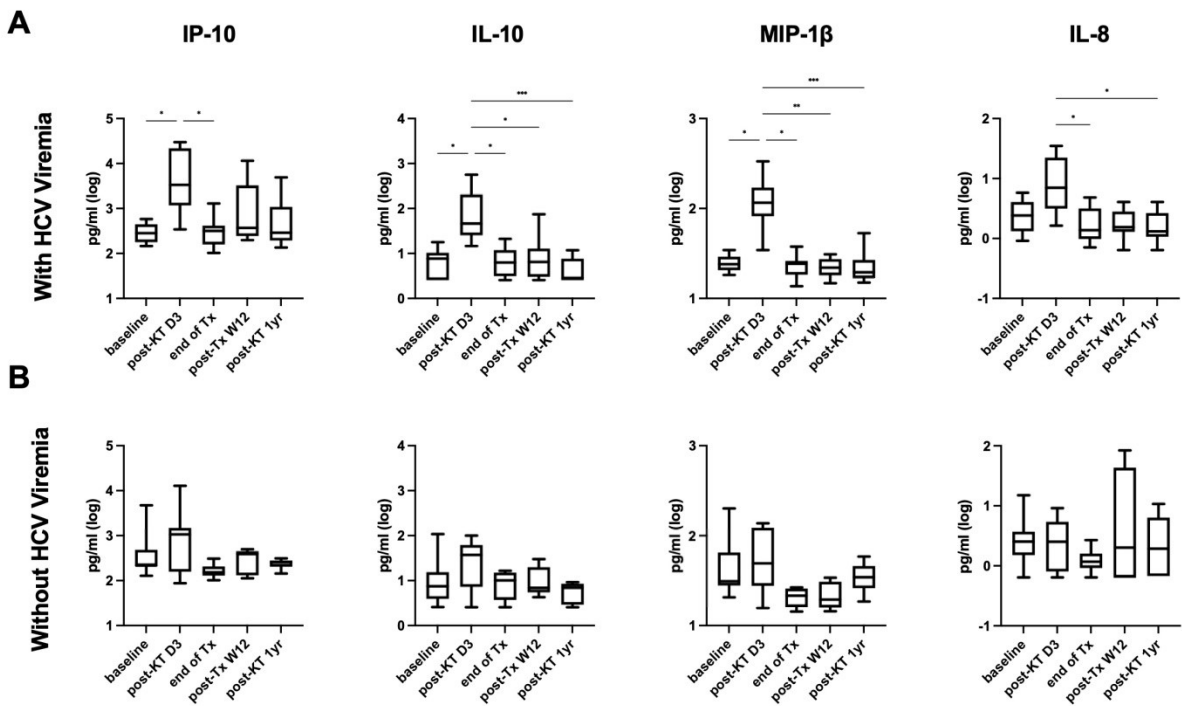 A
IP-10
IL-10
MIP-1β
IL-8
With HCV Viremia
pg/ml (log)
5
4
3
2
1
* *
baseline
post-KT D3
end of Tx
post-Tx W12
post-KT 1yr
pg/ml (log)
4
3
2
1
0
***
*
* *
baseline
post-KT D3
end of Tx
post-Tx W12
post-KT 1yr
pg/ml (log)
3
2
1
***
**
* *
baseline
post-KT D3
end of Tx
post-Tx W12
post-KT 1yr
pg/ml (log)
2
1
0
-1
*
*
baseline
post-KT D3
end of Tx
post-Tx W12
post-KT 1yr
B
Without HCV Viremia
pg/ml (log)
5
4
3
2
1
baseline
post-KT D3
end of Tx
post-Tx W12
post-KT 1yr
pg/ml (log)
4
3
2
1
0
baseline
post-KT D3
end of Tx
post-Tx W12
post-KT 1yr
pg/ml (log)
3
2
1
baseline
post-KT D3
end of Tx
post-Tx W12
post-KT 1yr
pg/ml (log)
2
1
0
-1
baseline
post-KT D3
end of Tx
post-Tx W12
post-KT 1yr